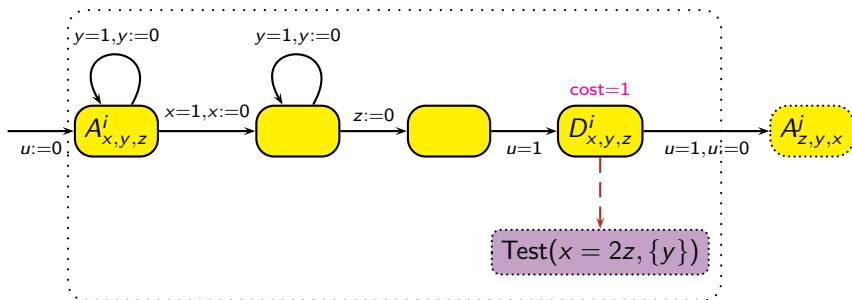 y=1,y:=0
y=1,y:=0
cost=1
u:=0
A^i_{x,y,z}
x=1,x:=0
z:=0
u=1
D^i_{x,y,z}
u=1,u:=0
A^j_{z,y,x}
Test(x = 2z, {y})